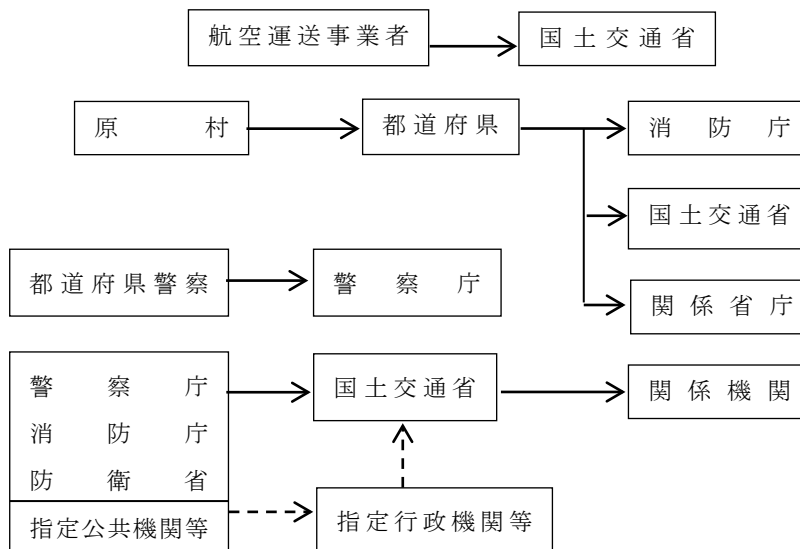 航空運送事業者
国土交通省
原村
都道府県
消防庁
国土交通省
都道府県警察
警察庁
関係省庁
警察庁
国土交通省
関係機関
消防庁
防衛省
指定公共機関等
指定行政機関等